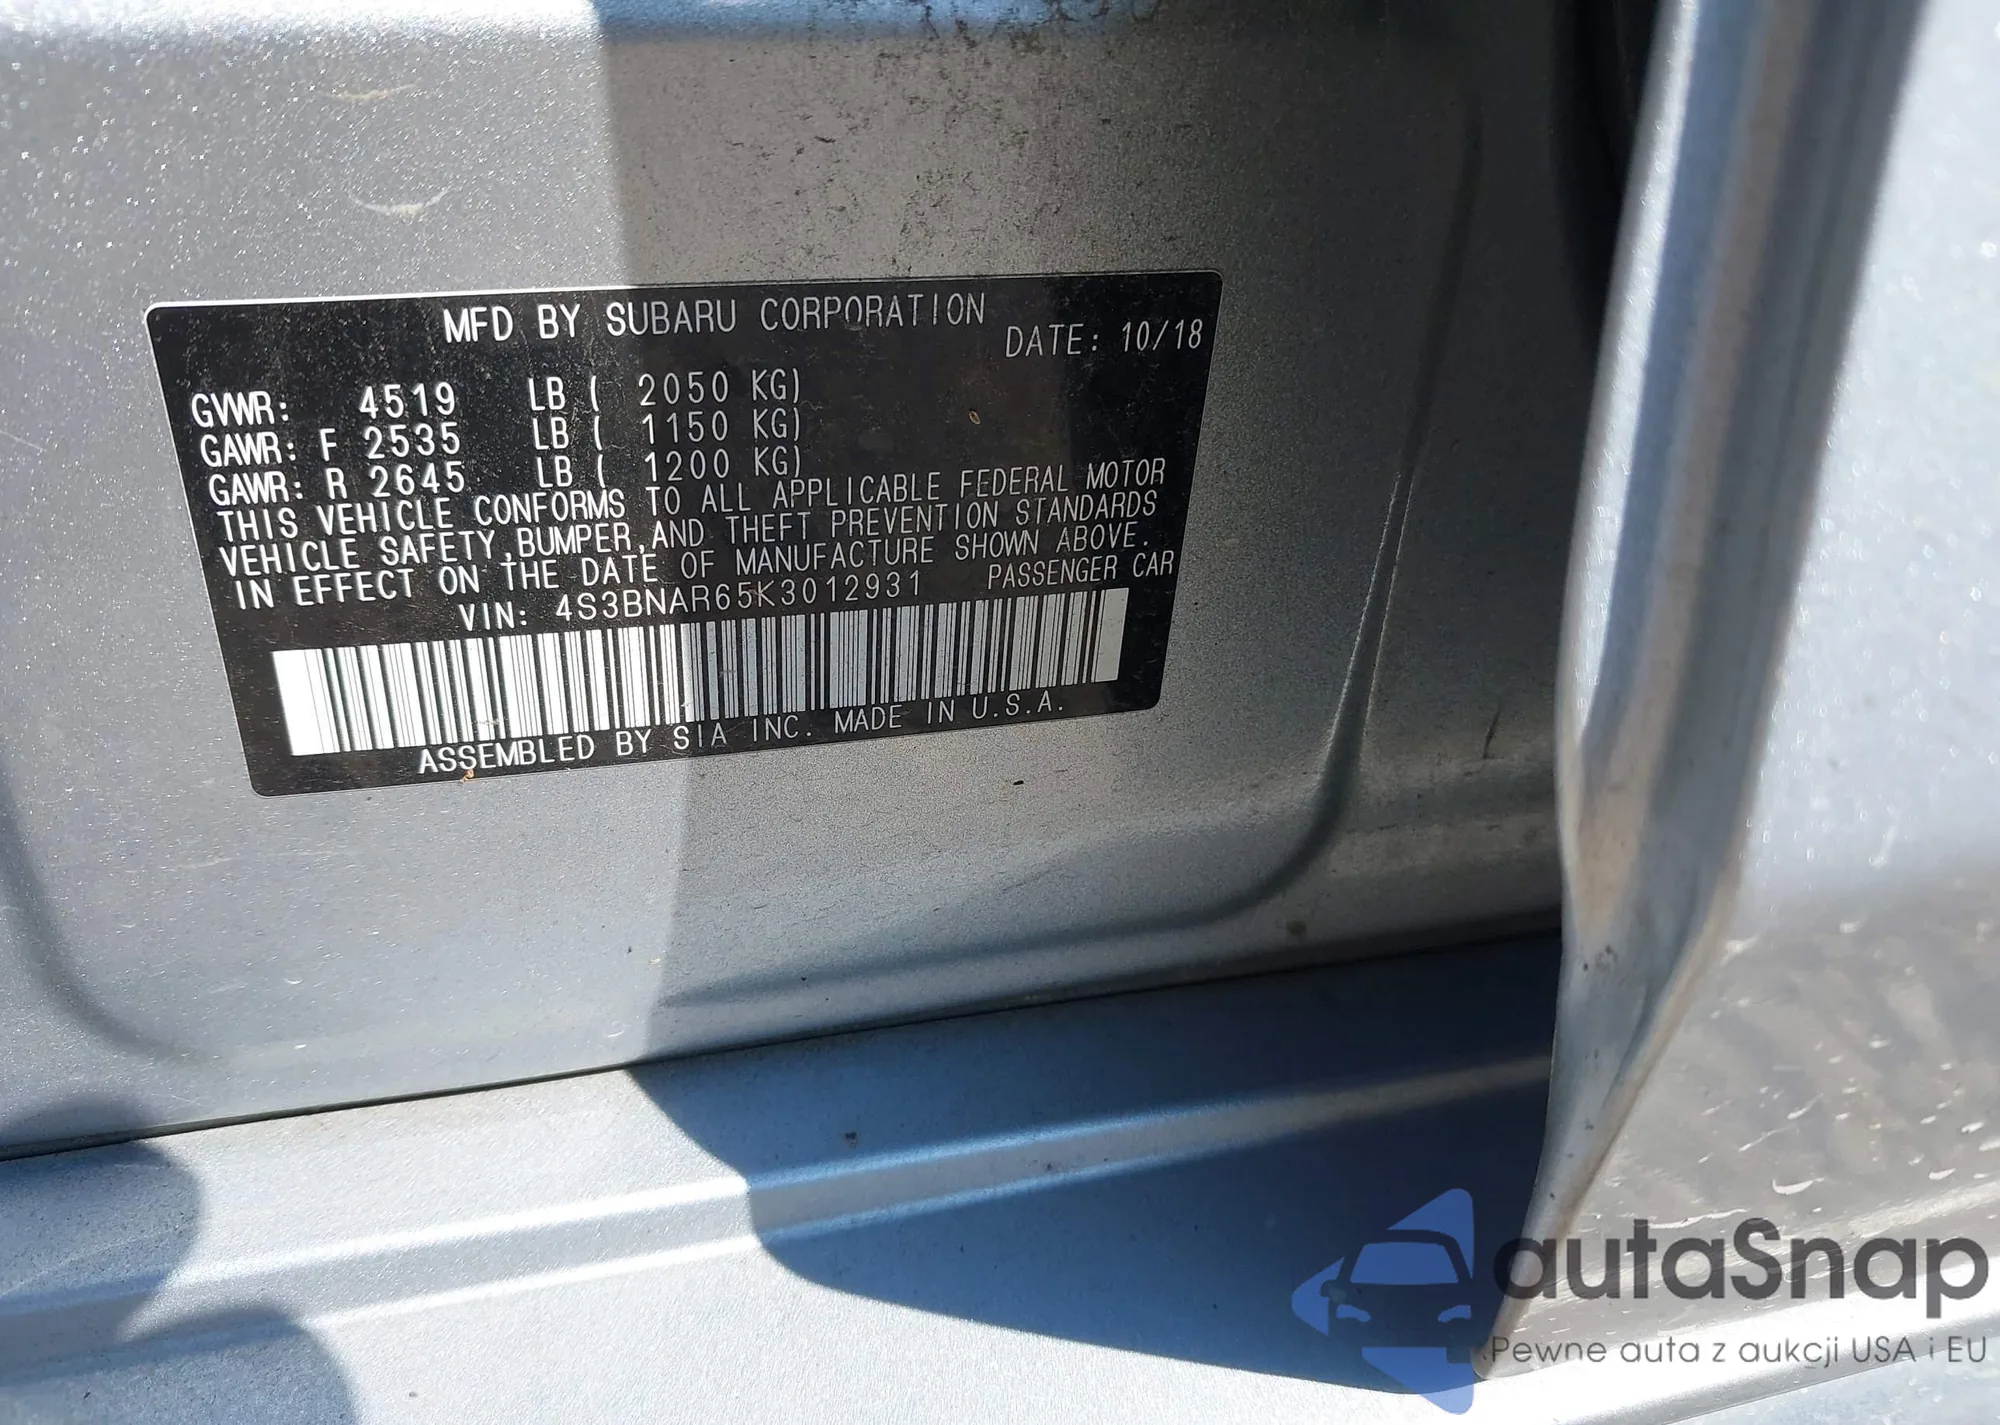 MFD BY SUBARU CORPORATION
DATE: 10/18
GVWR: 4519 LB ( 2050 KG)
GAWR: F 2535 LB ( 1150 KG)
GAWR: R 2645 LB ( 1200 KG)
THIS VEHICLE CONFORMS TO ALL APPLICABLE FEDERAL MOTOR
VEHICLE SAFETY,BUMPER,AND THEFT PREVENTION STANDARDS
IN EFFECT ON THE DATE OF MANUFACTURE SHOWN ABOVE.
VIN: 4S3BNAR65K3012931 PASSENGER CAR
ASSEMBLED BY SIA INC. MADE IN U.S.A.
autaSnap
Pewne auta z aukcji USA i EU